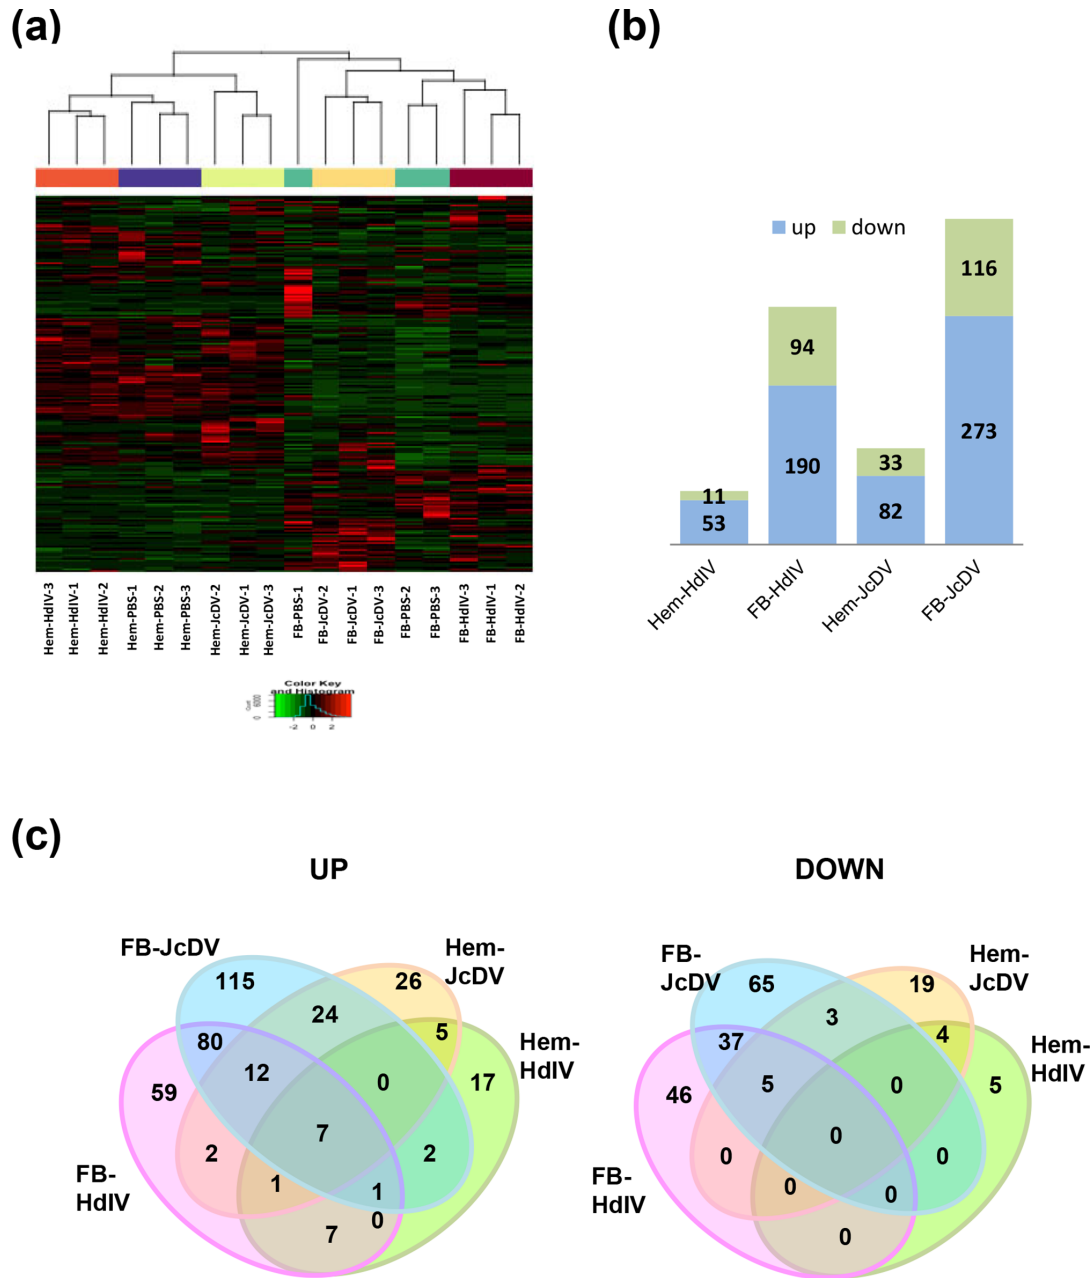 (a)
Hem-HdIV-3
Hem-HdIV-1
Hem-HdIV-2
Hem-PBS-1
Hem-PBS-2
Hem-PBS-3
Hem-JcDV-2
Hem-JcDV-1
Hem-JcDV-3
FB-PBS-1
FB-JcDV-2
FB-JcDV-1
FB-JcDV-3
FB-PBS-2
FB-PBS-3
FB-HdIV-3
FB-HdIV-1
FB-HdIV-2
Color Key
and Histogram
Count
0 6000
-2 0 2
(b)
up down
11
53
94
190
33
82
116
273
Hem-HdIV
FB-HdIV
Hem-JcDV
FB-JcDV
(c)
UP
FB-JcDV
Hem-
JcDV
Hem-
HdIV
FB-
HdIV
115
26
24
5
80
12
0
17
59
7
2
2
1
1
0
7
DOWN
FB-
JcDV
Hem-
JcDV
Hem-
HdIV
FB-
HdIV
65
19
3
4
37
5
0
5
46
0
0
0
0
0
0